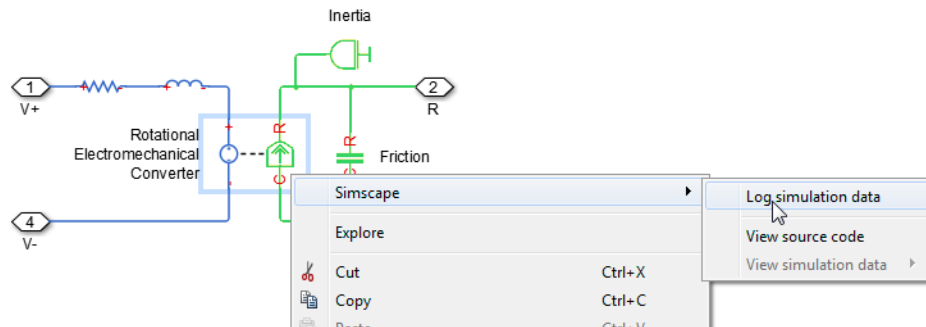 Inertia
1
V+
2
R
+
R
Rotational
Electromechanical
Converter
R
Friction
-
C
4
V-
Simscape
Log simulation data
Explore
View source code
View simulation data
Cut Ctrl+X
Copy Ctrl+C